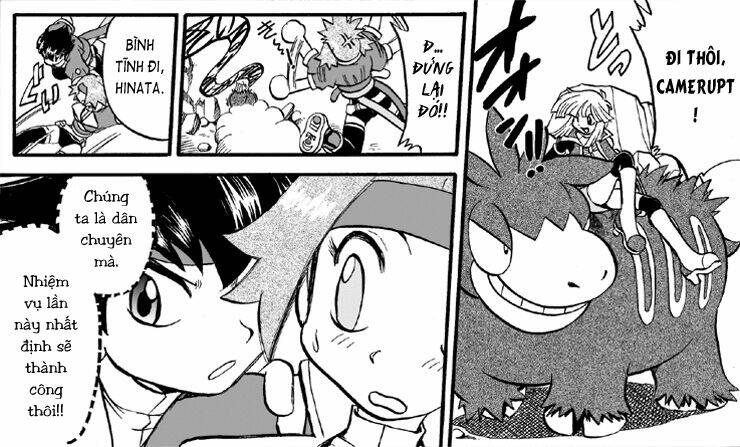 BÌNH
TĨNH ĐI,
HINATA.
Đ...
ĐỨNG
LẠI
ĐÓ!!
ĐI THÔI,
CAMERUPT
!
Chúng
ta là dân
chuyên
mà.
Nhiệm
vụ lần
này nhất
định sẽ
thành
công
thôi!!